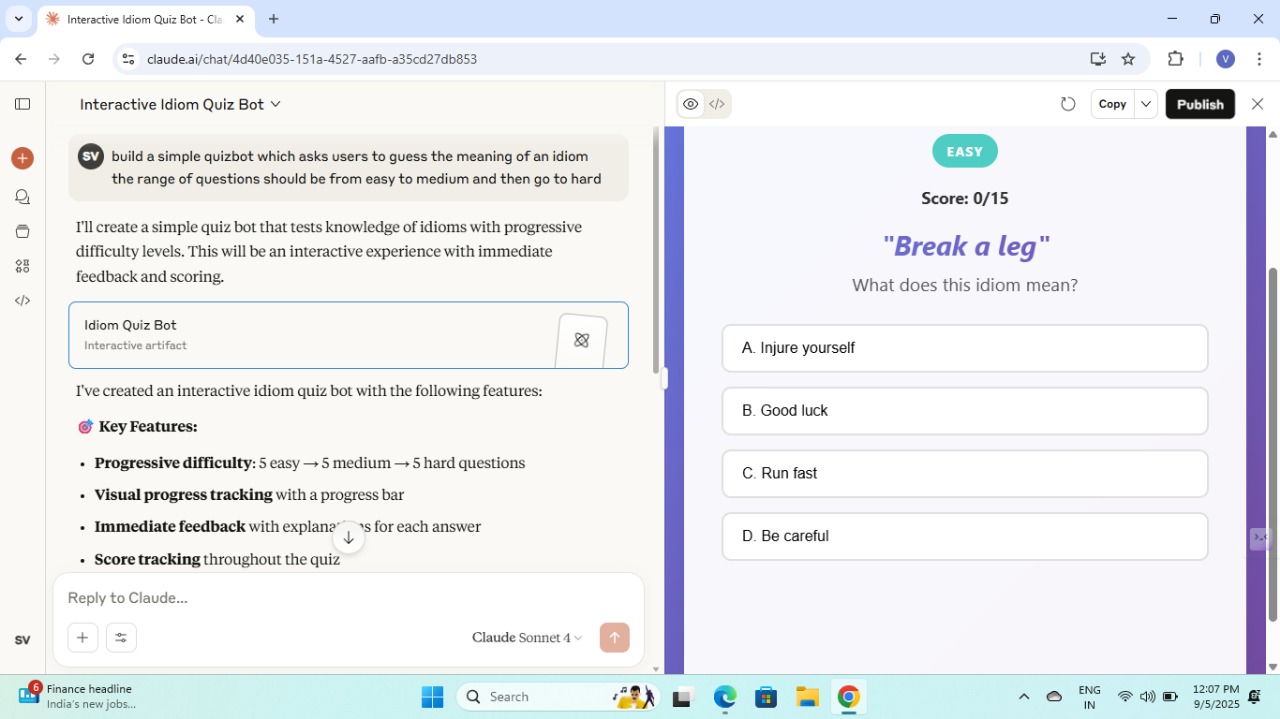 Interactive Idiom Quiz Bot - Cla
claude.ai/chat/4d40e035-151a-4527-aafb-a35cd27db853
V
Interactive Idiom Quiz Bot
SV
build a simple quizbot which asks users to guess the meaning of an idiom
the range of questions should be from easy to medium and then go to hard
I'll create a simple quiz bot that tests knowledge of idioms with progressive
difficulty levels. This will be an interactive experience with immediate
feedback and scoring.
Idiom Quiz Bot
Interactive artifact
I've created an interactive idiom quiz bot with the following features:
🎯 Key Features:
• Progressive difficulty: 5 easy → 5 medium → 5 hard questions
• Visual progress tracking with a progress bar
• Immediate feedback with for each answer
• Score tracking throughout the quiz
Reply to Claude...
Claude Sonnet 4
SV
Copy
Publish
EASY
Score: 0/15
"Break a leg"
What does this idiom mean?
A. Injure yourself
B. Good luck
C. Run fast
D. Be careful
6
Finance headline
India's new jobs...
Search
ENG
IN
12:07 PM
9/5/2025